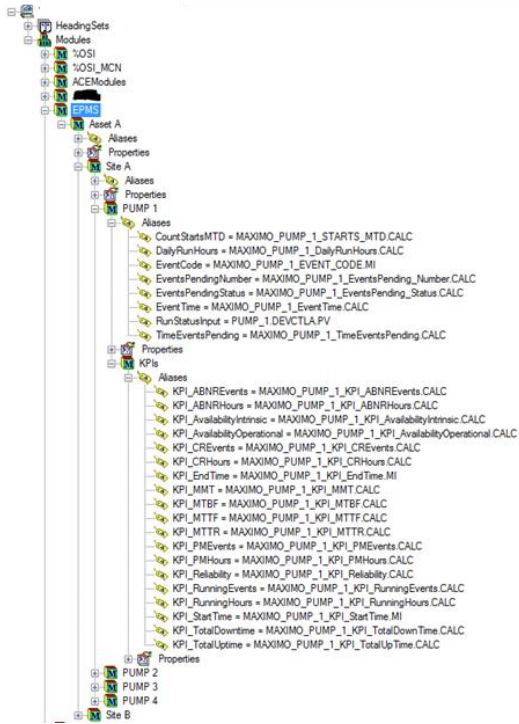 HeadingSets
Modules
%OSI
%OSI_MCN
ACEModules
EPMS
Asset A
Aliases
Properties
Site A
Aliases
Properties
PUMP 1
Aliases
CountStartsMTD = MAXIMO_PUMP_1_STARTS_MTD.CALC
DailyRunHours = MAXIMO_PUMP_1_DailyRunHours.CALC
EventCode = MAXIMO_PUMP_1_EVENT_CODE.MI
EventsPendingNumber = MAXIMO_PUMP_1_EventsPending_Number.CALC
EventsPendingStatus = MAXIMO_PUMP_1_EventsPending_Status.CALC
EventTime = MAXIMO_PUMP_1_EventTime.CALC
RunStatusInput = PUMP_1.DEVCTLA.PV
TimeEventsPending = MAXIMO_PUMP_1_TimeEventsPending.CALC
Properties
KPIs
Aliases
KPI_ABNREvents = MAXIMO_PUMP_1_KPI_ABNREvents.CALC
KPI_ABNRHours = MAXIMO_PUMP_1_KPI_ABNRHours.CALC
KPI_AvailabilityIntrinsic = MAXIMO_PUMP_1_KPI_AvailabilityIntrinsic.CALC
KPI_AvailabilityOperational = MAXIMO_PUMP_1_KPI_AvailabilityOperational.CALC
KPI_CREvents = MAXIMO_PUMP_1_KPI_CREvents.CALC
KPI_CRHours = MAXIMO_PUMP_1_KPI_CRHours.CALC
KPI_EndTime = MAXIMO_PUMP_1_KPI_EndTime.MI
KPI_MMT = MAXIMO_PUMP_1_KPI_MMT.CALC
KPI_MTBF = MAXIMO_PUMP_1_KPI_MTBF.CALC
KPI_MTTF = MAXIMO_PUMP_1_KPI_MTTF.CALC
KPI_MTTR = MAXIMO_PUMP_1_KPI_MTTR.CALC
KPI_PMEvents = MAXIMO_PUMP_1_KPI_PMEvents.CALC
KPI_PMHours = MAXIMO_PUMP_1_KPI_PMHours.CALC
KPI_Reliability = MAXIMO_PUMP_1_KPI_Reliability.CALC
KPI_RunningEvents = MAXIMO_PUMP_1_KPI_RunningEvents.CALC
KPI_RunningHours = MAXIMO_PUMP_1_KPI_RunningHours.CALC
KPI_StartTime = MAXIMO_PUMP_1_KPI_StartTime.MI
KPI_TotalDowntime = MAXIMO_PUMP_1_KPI_TotalDownTime.CALC
KPI_TotalUptime = MAXIMO_PUMP_1_KPI_TotalUpTime.CALC
Properties
PUMP 2
PUMP 3
PUMP 4
Site B